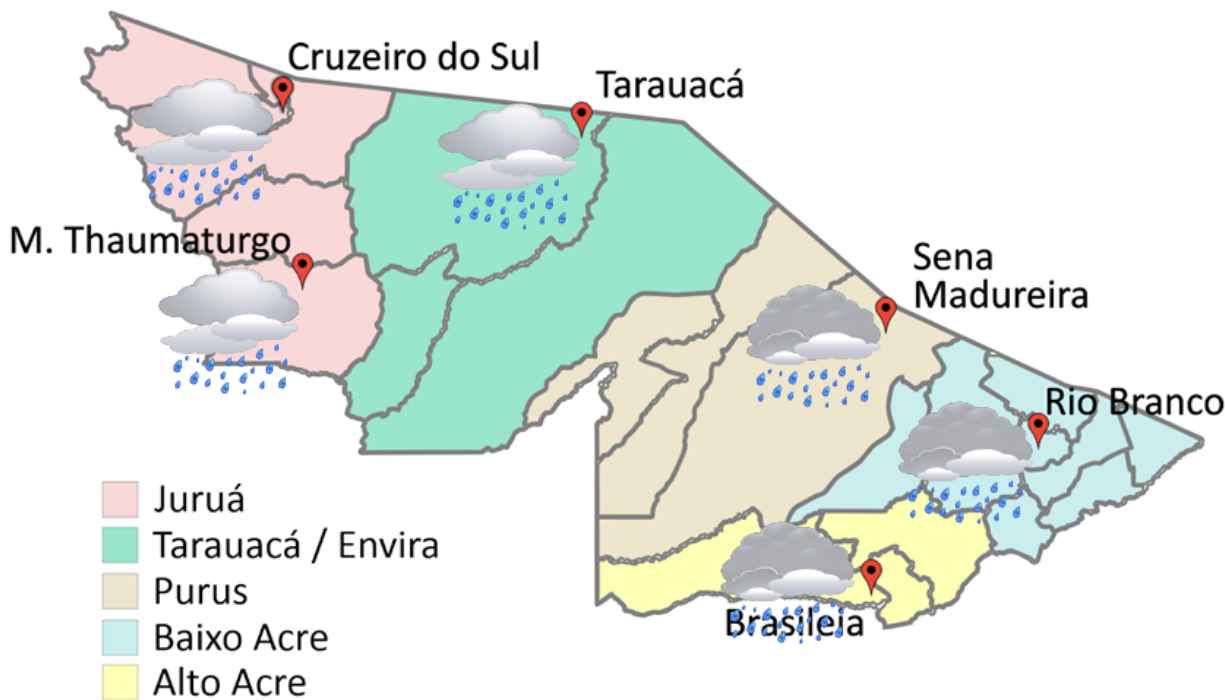 Cruzeiro do Sul
Tarauacá
M. Thaumaturgo
Sena
Madureira
Rio Branco
Brasileia
Juruá
Tarauacá / Envira
Purus
Baixo Acre
Alto Acre